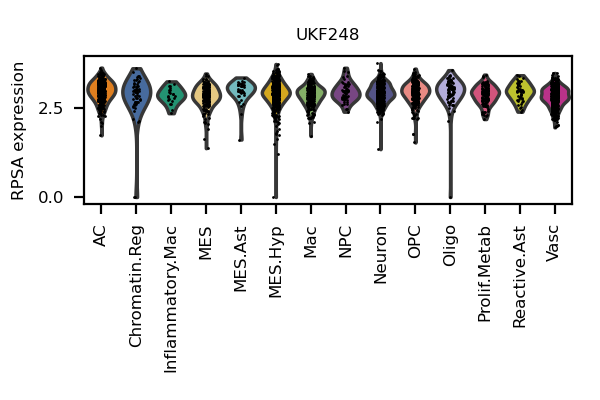 UKF248
RPSA expression
2.5
0.0
AC
Chromatin.Reg
Inflammatory.Mac
MES
MES.Ast
MES.Hyp
Mac
NPC
Neuron
OPC
Oligo
Prolif.Metab
Reactive.Ast
Vasc